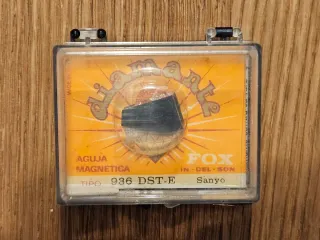 diamante
AGUJA
MAGNETICA
FOX
IN-DEL-SON
TIPO 936 DST-E Sanyo